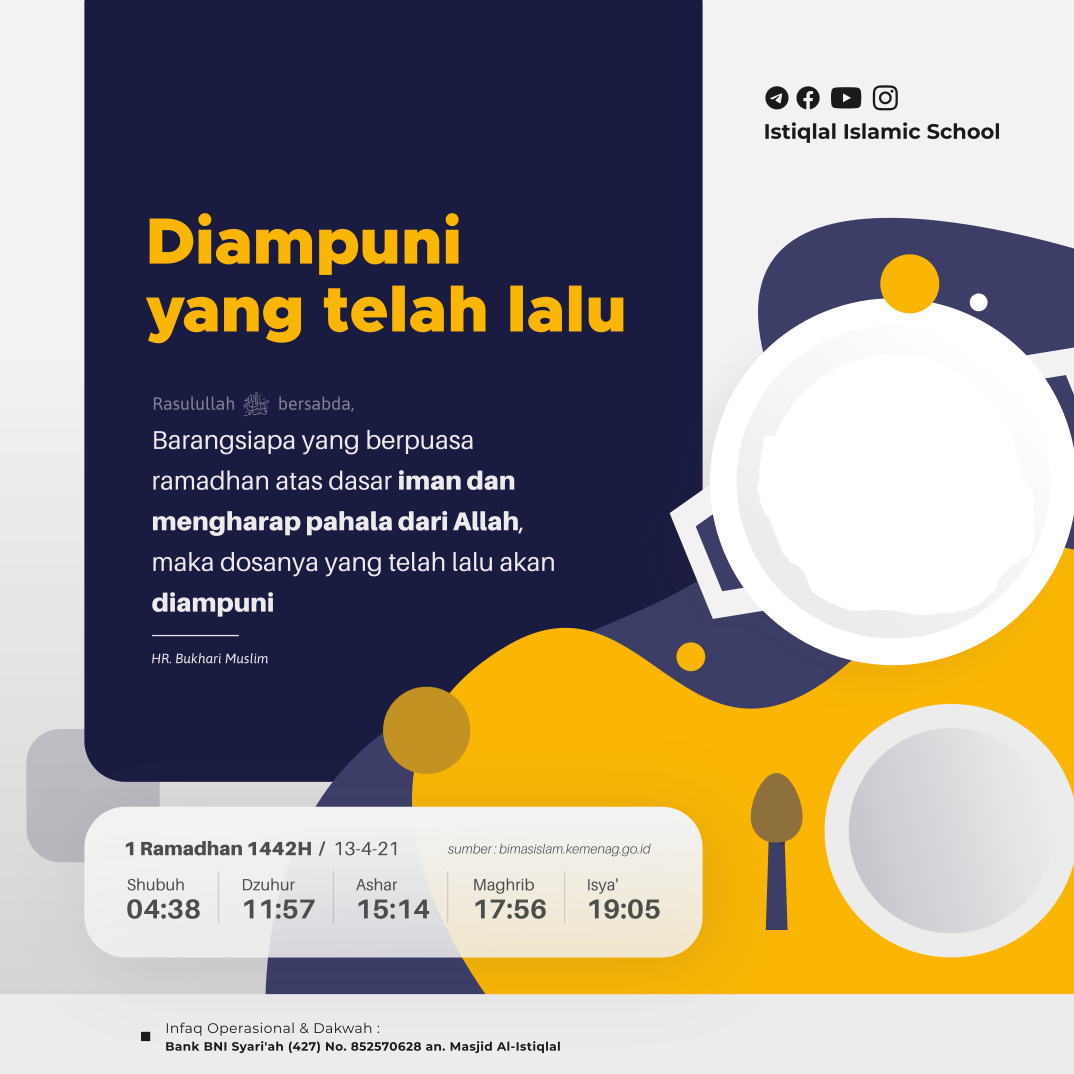 Istiqlal Islamic School
Diampuni
yang telah lalu
Rasulullah ﷺ bersabda,
Barangsiapa yang berpuasa
ramadhan atas dasar iman dan
mengharap pahala dari Allah,
maka dosanya yang telah lalu akan
diampuni
HR. Bukhari Muslim
1 Ramadhan 1442H / 13-4-21 sumber : bimasislam.kemenag.go.id
Shubuh Dzuhur Ashar Maghrib Isya'
04:38 11:57 15:14 17:56 19:05
Infaq Operasional & Dakwah :
Bank BNI Syari'ah (427) No. 852570628 an. Masjid Al-Istiqlal